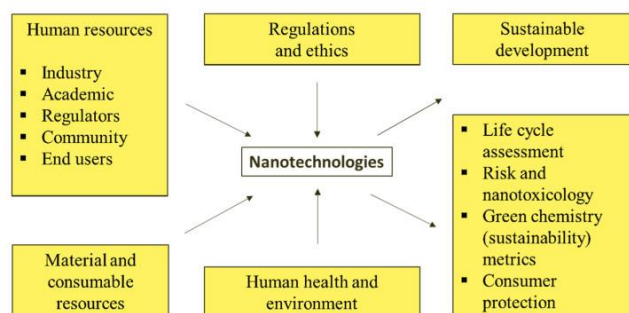 Human resources
▪ Industry
▪ Academic
▪ Regulators
▪ Community
▪ End users
Regulations
and ethics
Sustainable
development
Nanotechnologies
▪ Life cycle
assessment
▪ Risk and
nanotoxicology
▪ Green chemistry
(sustainability)
metrics
▪ Consumer
protection
Material and
consumable
resources
Human health and
environment